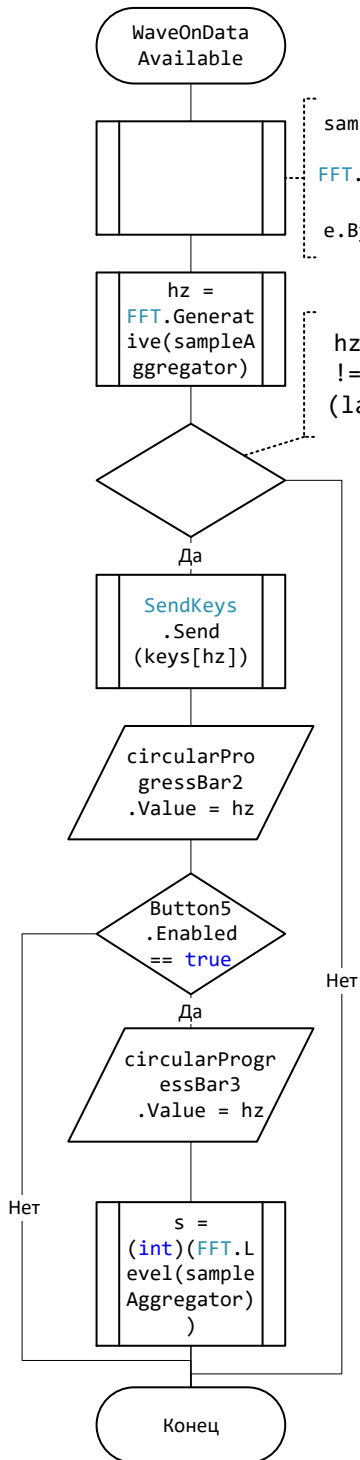 WaveOnData
Available
sam
FFT.
e.By
hz =
FFT.Generat
ive(sampleA
ggregator)
hz
!=
(la
Да
SendKeys
.Send
(keys[hz])
circularPro
gressBar2
.Value = hz
Button5
.Enabled
== true
Нет
Да
circularProgr
essBar3
.Value = hz
Нет
s =
(int)(FFT.L
evel(sample
Aggregator)
)
Конец